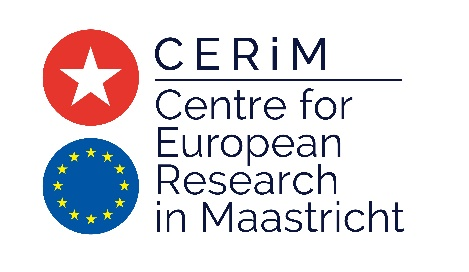 CERiM
Centre for
European
Research
in Maastricht